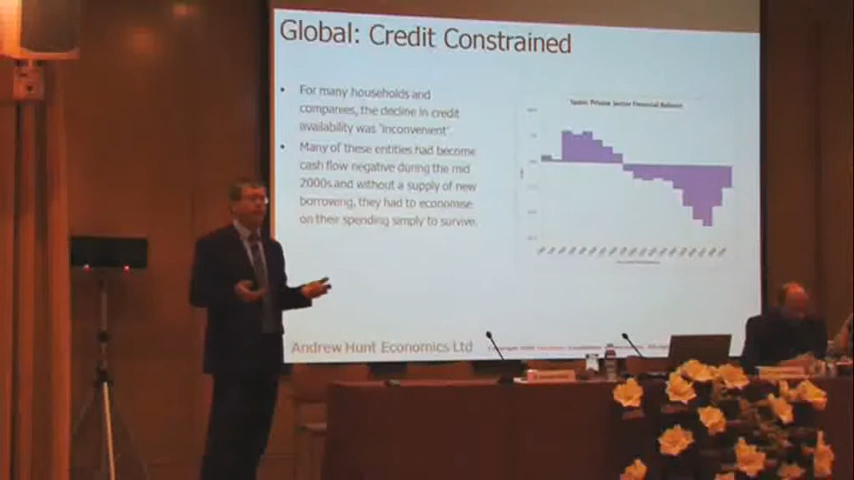 Global: Credit Constrained
• For many households and
companies, the decline in credit
availability was "inconvenient".
• Many of these entities had become
cash flow negative during the mid
2000s and without a supply of new
borrowing, they had to economise
on their spending simply to survive.
Spain: Private Sector Financial Balance
Andrew Hunt Economics Ltd